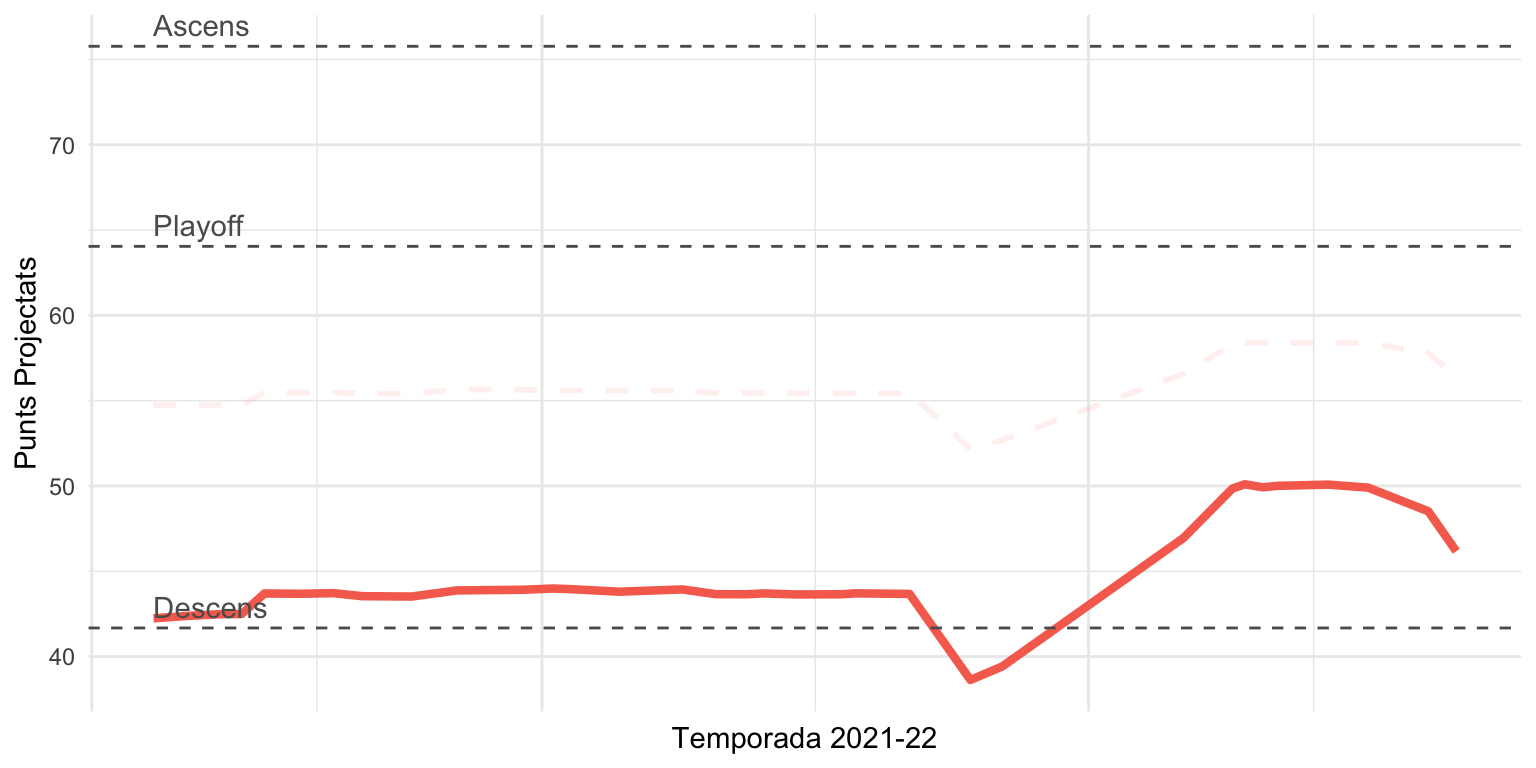 Ascens
70
Playoff
60
Punts Projectats
50
Descens
40
Temporada 2021-22